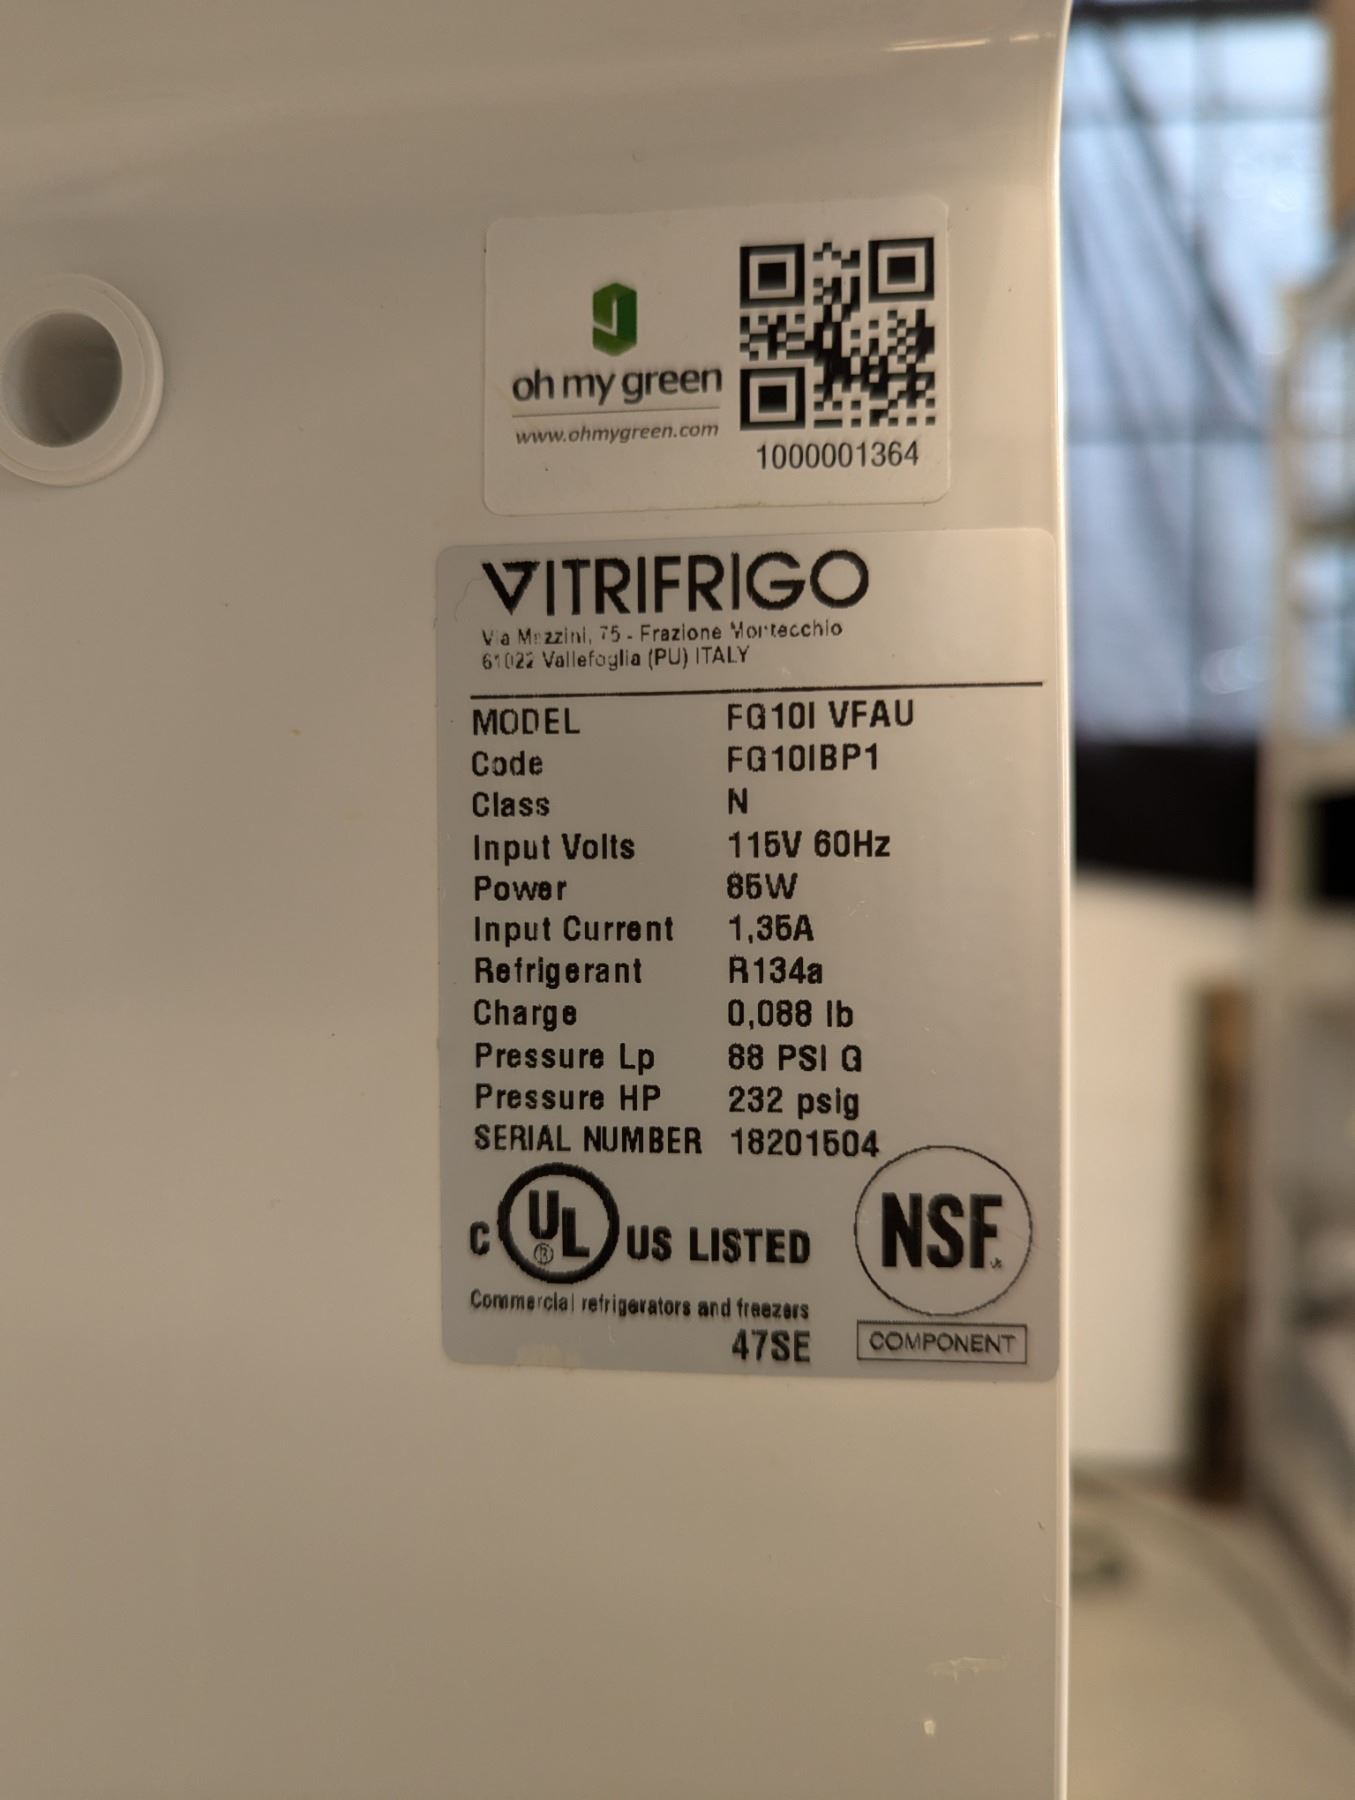 oh my green
www.ohmygreen.com
1000001364
VITRIFRIGO
Via Mazzini, 75 - Frazione Mortecchio
61022 Vallefoglia (PU) ITALY
MODEL FG10I VFAU
Code FG10IBP1
Class N
Input Volts 115V 60Hz
Power 85W
Input Current 1,35A
Refrigerant R134a
Charge 0,088 lb
Pressure Lp 88 PSI G
Pressure HP 232 psig
SERIAL NUMBER 18201504
C UL ® US LISTED
NSF
Commercial refrigerators and freezers
47SE
COMPONENT